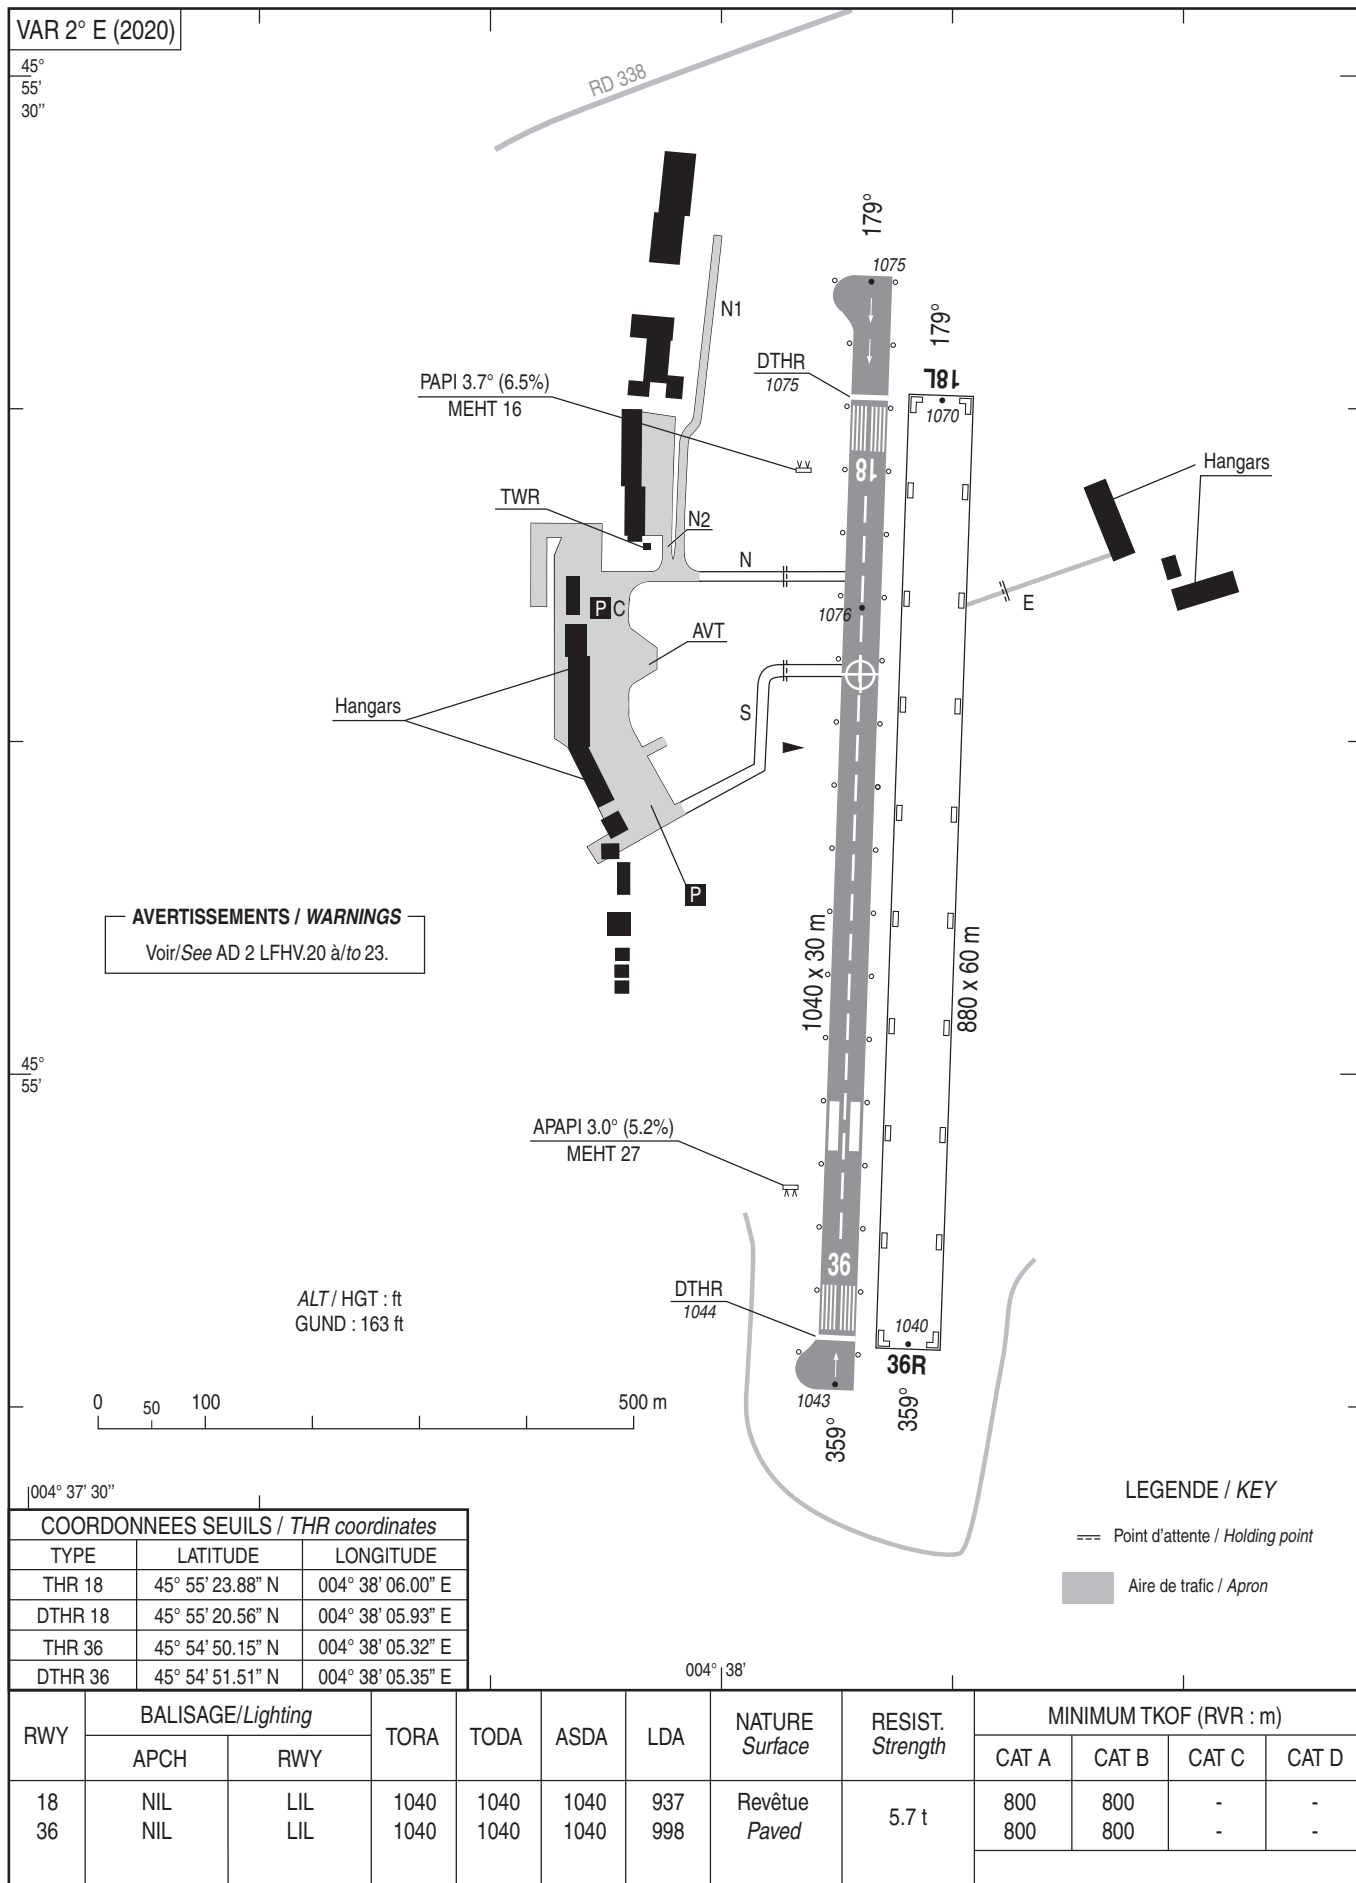 VAR 2° E (2020)
45°
55'
30"
RD 338
179°
1075
N1
179°
DTHR
1075
18L
1070
PAPI 3.7° (6.5%)
MEHT 16
18
Hangars
TWR
N2
N
E
P C
1076
AVT
Hangars
S
P
AVERTISSEMENTS / WARNINGS
Voir/See AD 2 LFHV.20 à/to 23.
1040 x 30 m
880 x 60 m
45°
55'
APAPI 3.0° (5.2%)
MEHT 27
36
DTHR
1044
ALT / HGT : ft
GUND : 163 ft
1040
36R
1043
359°
359°
0 50 100 500 m
LEGENDE / KEY
Point d'attente / Holding point
Aire de trafic / Apron
004° 37' 30"
COORDONNEES SEUILS / THR coordinates
TYPE LATITUDE LONGITUDE
THR 18 45° 55' 23.88" N 004° 38' 06.00" E
DTHR 18 45° 55' 20.56" N 004° 38' 05.93" E
THR 36 45° 54' 50.15" N 004° 38' 05.32" E
DTHR 36 45° 54' 51.51" N 004° 38' 05.35" E
004° 38'
RWY BALISAGE/Lighting TORA TODA ASDA LDA NATURE Surface RESIST. Strength MINIMUM TKOF (RVR : m)
APCH RWY CAT A CAT B CAT C CAT D
18 NIL LIL 1040 1040 1040 937 Revêtue 5.7 t 800 800 - -
36 NIL LIL 1040 1040 1040 998 Paved 800 800 - -